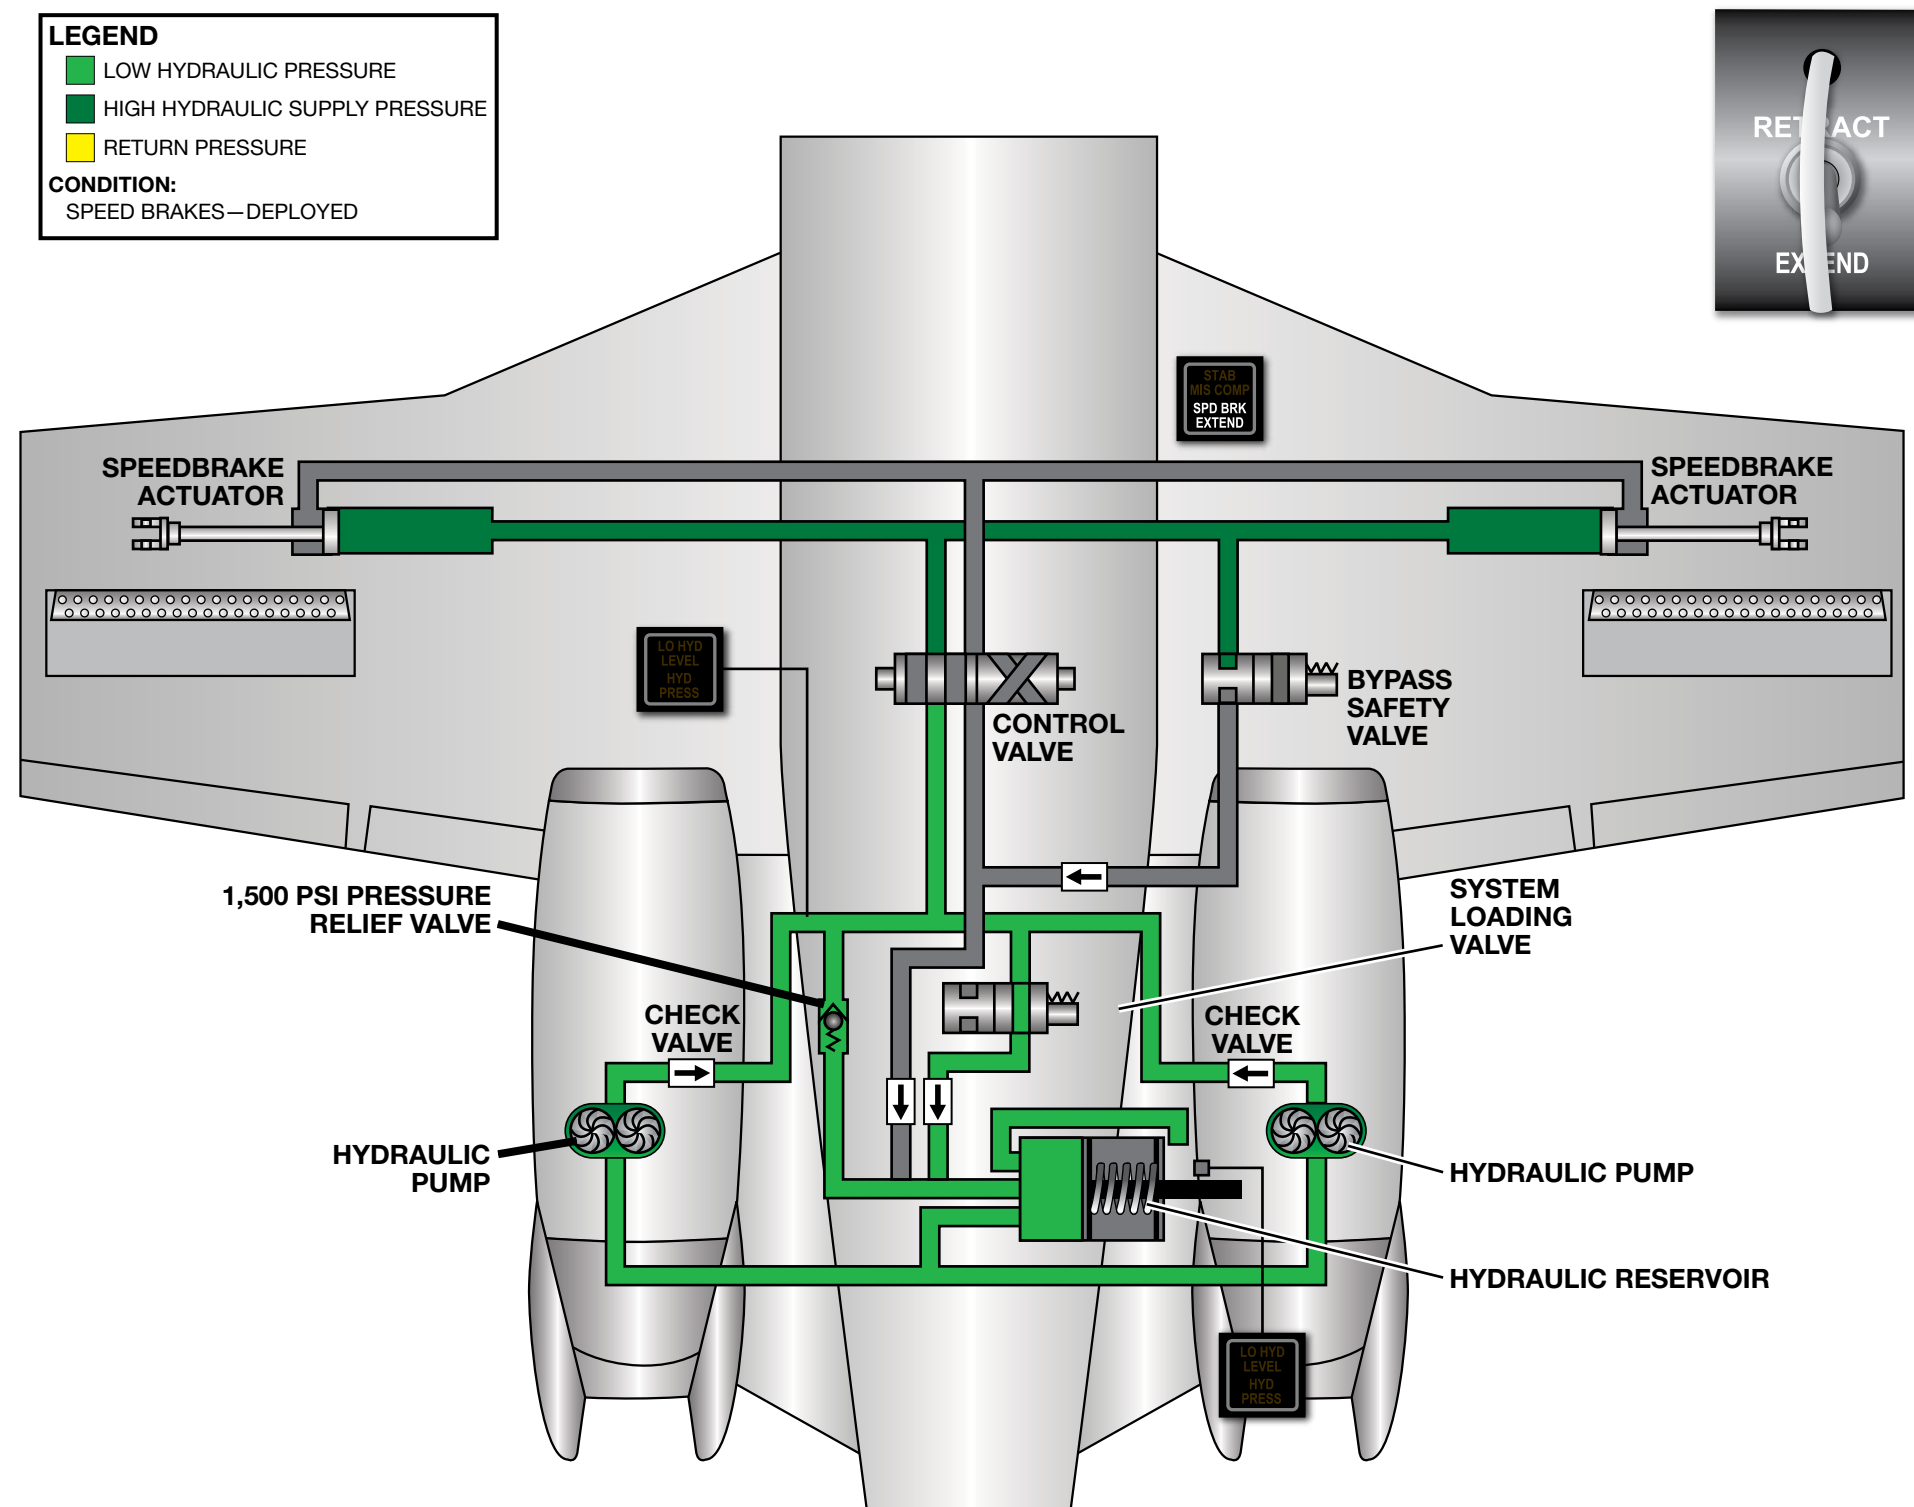 LEGEND
LOW HYDRAULIC PRESSURE
HIGH HYDRAULIC SUPPLY PRESSURE
RETURN PRESSURE
CONDITION:
SPEED BRAKES—DEPLOYED
RETRACT
EXTEND
STAB
MIS COMP
SPD BRK
EXTEND
SPEEDBRAKE
ACTUATOR
SPEEDBRAKE
ACTUATOR
LO HYD
LEVEL
HYD
PRESS
CONTROL
VALVE
BYPASS
SAFETY
VALVE
1,500 PSI PRESSURE
RELIEF VALVE
SYSTEM
LOADING
VALVE
CHECK
VALVE
CHECK
VALVE
HYDRAULIC
PUMP
HYDRAULIC PUMP
HYDRAULIC RESERVOIR
LO HYD
LEVEL
HYD
PRESS